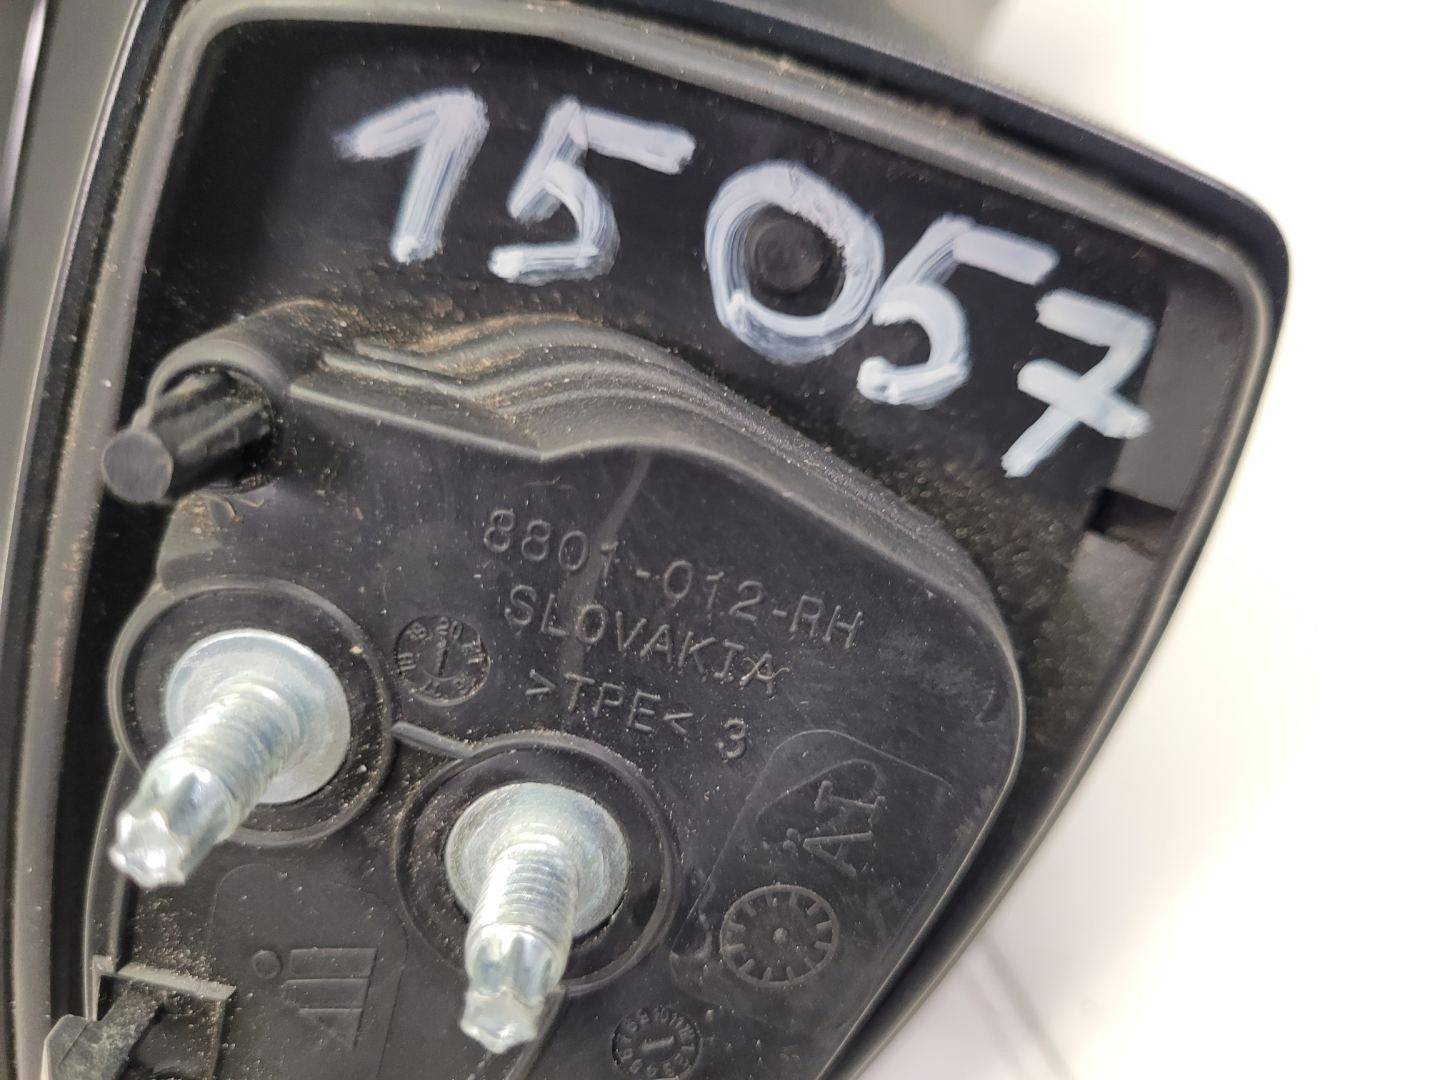 15057
8801-012-RH
SLOVAKIA
>TPE< 3